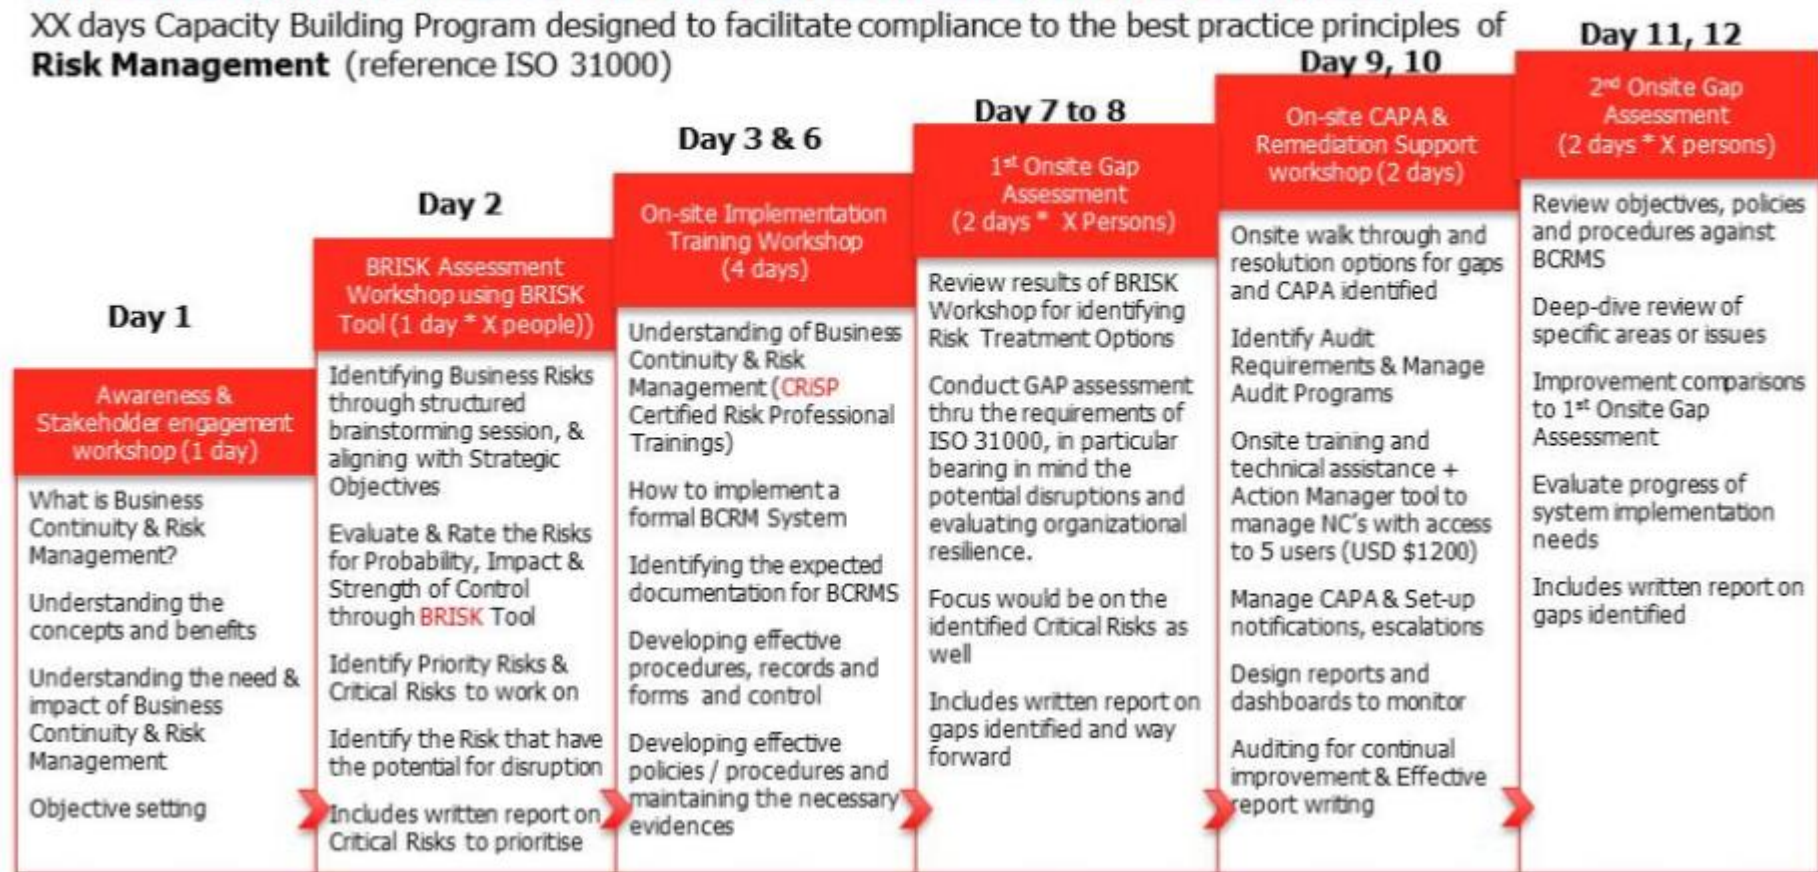 XX days Capacity Building Program designed to facilitate compliance to the best practice principles of
Risk Management (reference ISO 31000)
Day 1
Awareness &
Stakeholder engagement
workshop (1 day)
What is Business
Continuity & Risk
Management?
Understanding the
concepts and benefits
Understanding the need &
impact of Business
Continuity & Risk
Management
Objective setting
Day 2
BRISK Assessment
Workshop using BRISK
Tool (1 day * X people))
Identifying Business Risks
through structured
brainstorming session, &
aligning with Strategic
Objectives
Evaluate & Rate the Risks
for Probability, Impact &
Strength of Control
through BRISK Tool
Identify Priority Risks &
Critical Risks to work on
Identify the Risk that have
the potential for disruption
Includes written report on
Critical Risks to prioritise
Day 3 & 6
On-site Implementation
Training Workshop
(4 days)
Understanding of Business
Continuity & Risk
Management (CRiSP
Certified Risk Professional
Trainings)
How to implement a
formal BCRM System
Identifying the expected
documentation for BCRMS
Developing effective
procedures, records and
forms and control
Developing effective
policies / procedures and
maintaining the necessary
evidences
Day 7 to 8
1st Onsite Gap
Assessment
(2 days * X Persons)
Review results of BRISK
Workshop for identifying
Risk Treatment Options
Conduct GAP assessment
thru the requirements of
ISO 31000, in particular
bearing in mind the
potential disruptions and
evaluating organizational
resilience.
Focus would be on the
identified Critical Risks as
well
Includes written report on
gaps identified and way
forward
Day 9, 10
On-site CAPA &
Remediation Support
workshop (2 days)
Onsite walk through and
resolution options for gaps
and CAPA identified
Identify Audit
Requirements & Manage
Audit Programs
Onsite training and
technical assistance +
Action Manager tool to
manage NC's with access
to 5 users (USD $1200)
Manage CAPA & Set-up
notifications, escalations
Design reports and
dashboards to monitor
Auditing for continual
improvement & Effective
report writing
Day 11, 12
2nd Onsite Gap
Assessment
(2 days * X persons)
Review objectives, policies
and procedures against
BCRMS
Deep-dive review of
specific areas or issues
Improvement comparisons
to 1st Onsite Gap
Assessment
Evaluate progress of
system implementation
needs
Includes written report on
gaps identified